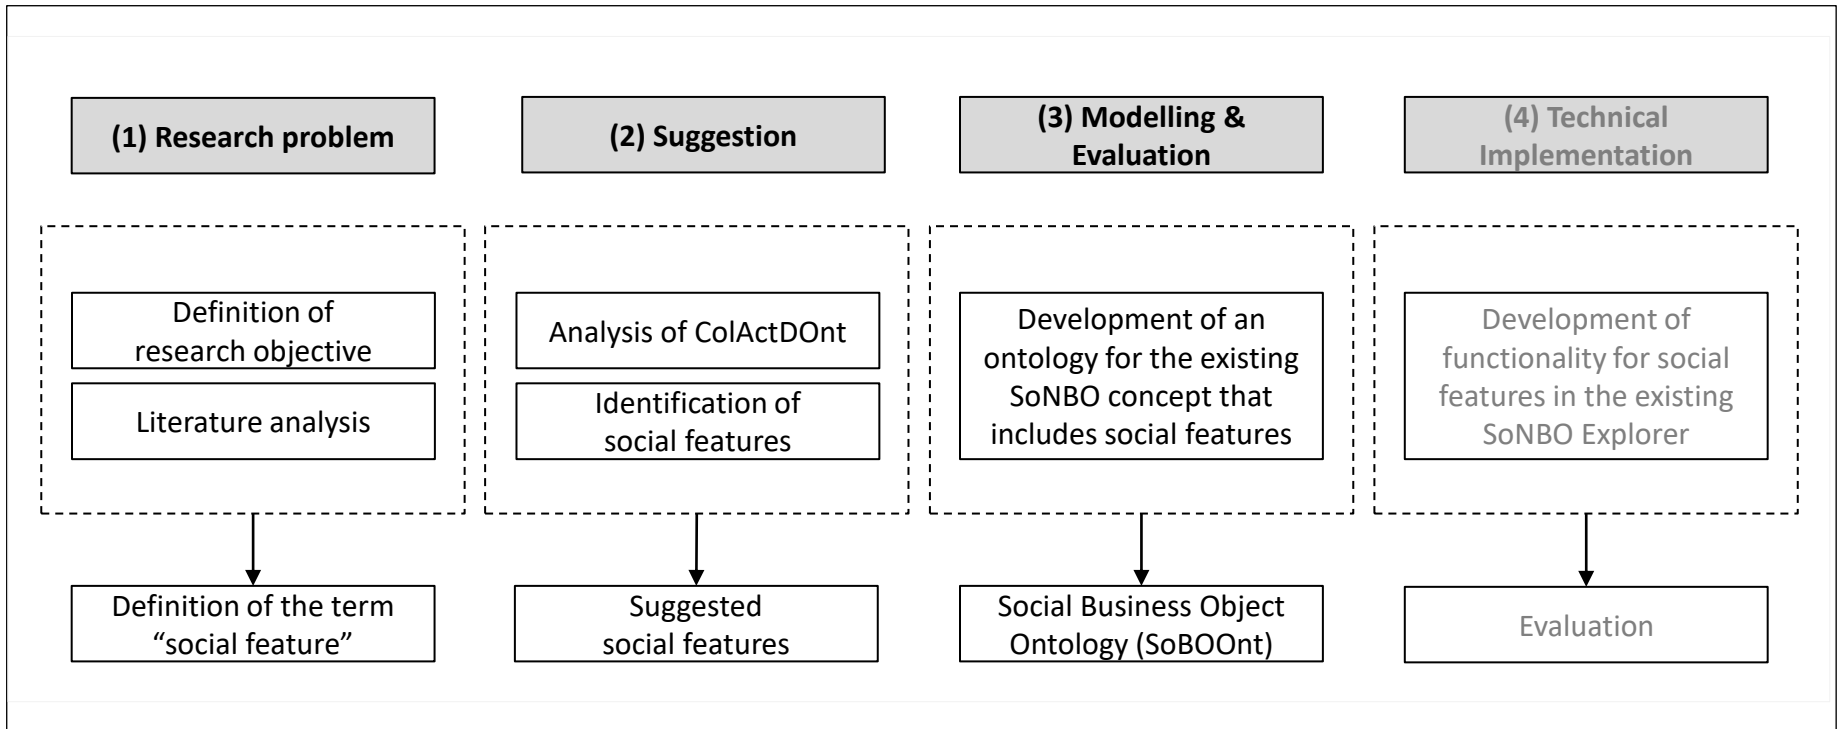 (1) Research problem
Definition of
research objective
Literature analysis
Definition of the term
“social feature”
(2) Suggestion
Analysis of ColActDOnt
Identification of
social features
Suggested
social features
(3) Modelling &
Evaluation
Development of an
ontology for the existing
SoNBO concept that
includes social features
Social Business Object
Ontology (SoBOOnt)
(4) Technical
Implementation
Development of
functionality for social
features in the existing
SoNBO Explorer
Evaluation